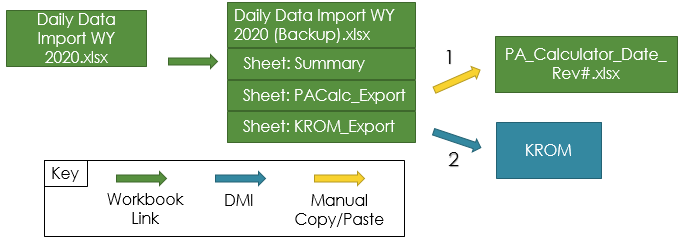 Daily Data
Import WY
2020.xlsx
Daily Data Import WY
2020 (Backup).xlsx
Sheet: Summary
Sheet: PACalc_Export
Sheet: KROM_Export
1
PA_Calculator_Date_
Rev#.xlsx
2
KROM
Key
Workbook
Link
DMI
Manual
Copy/Paste